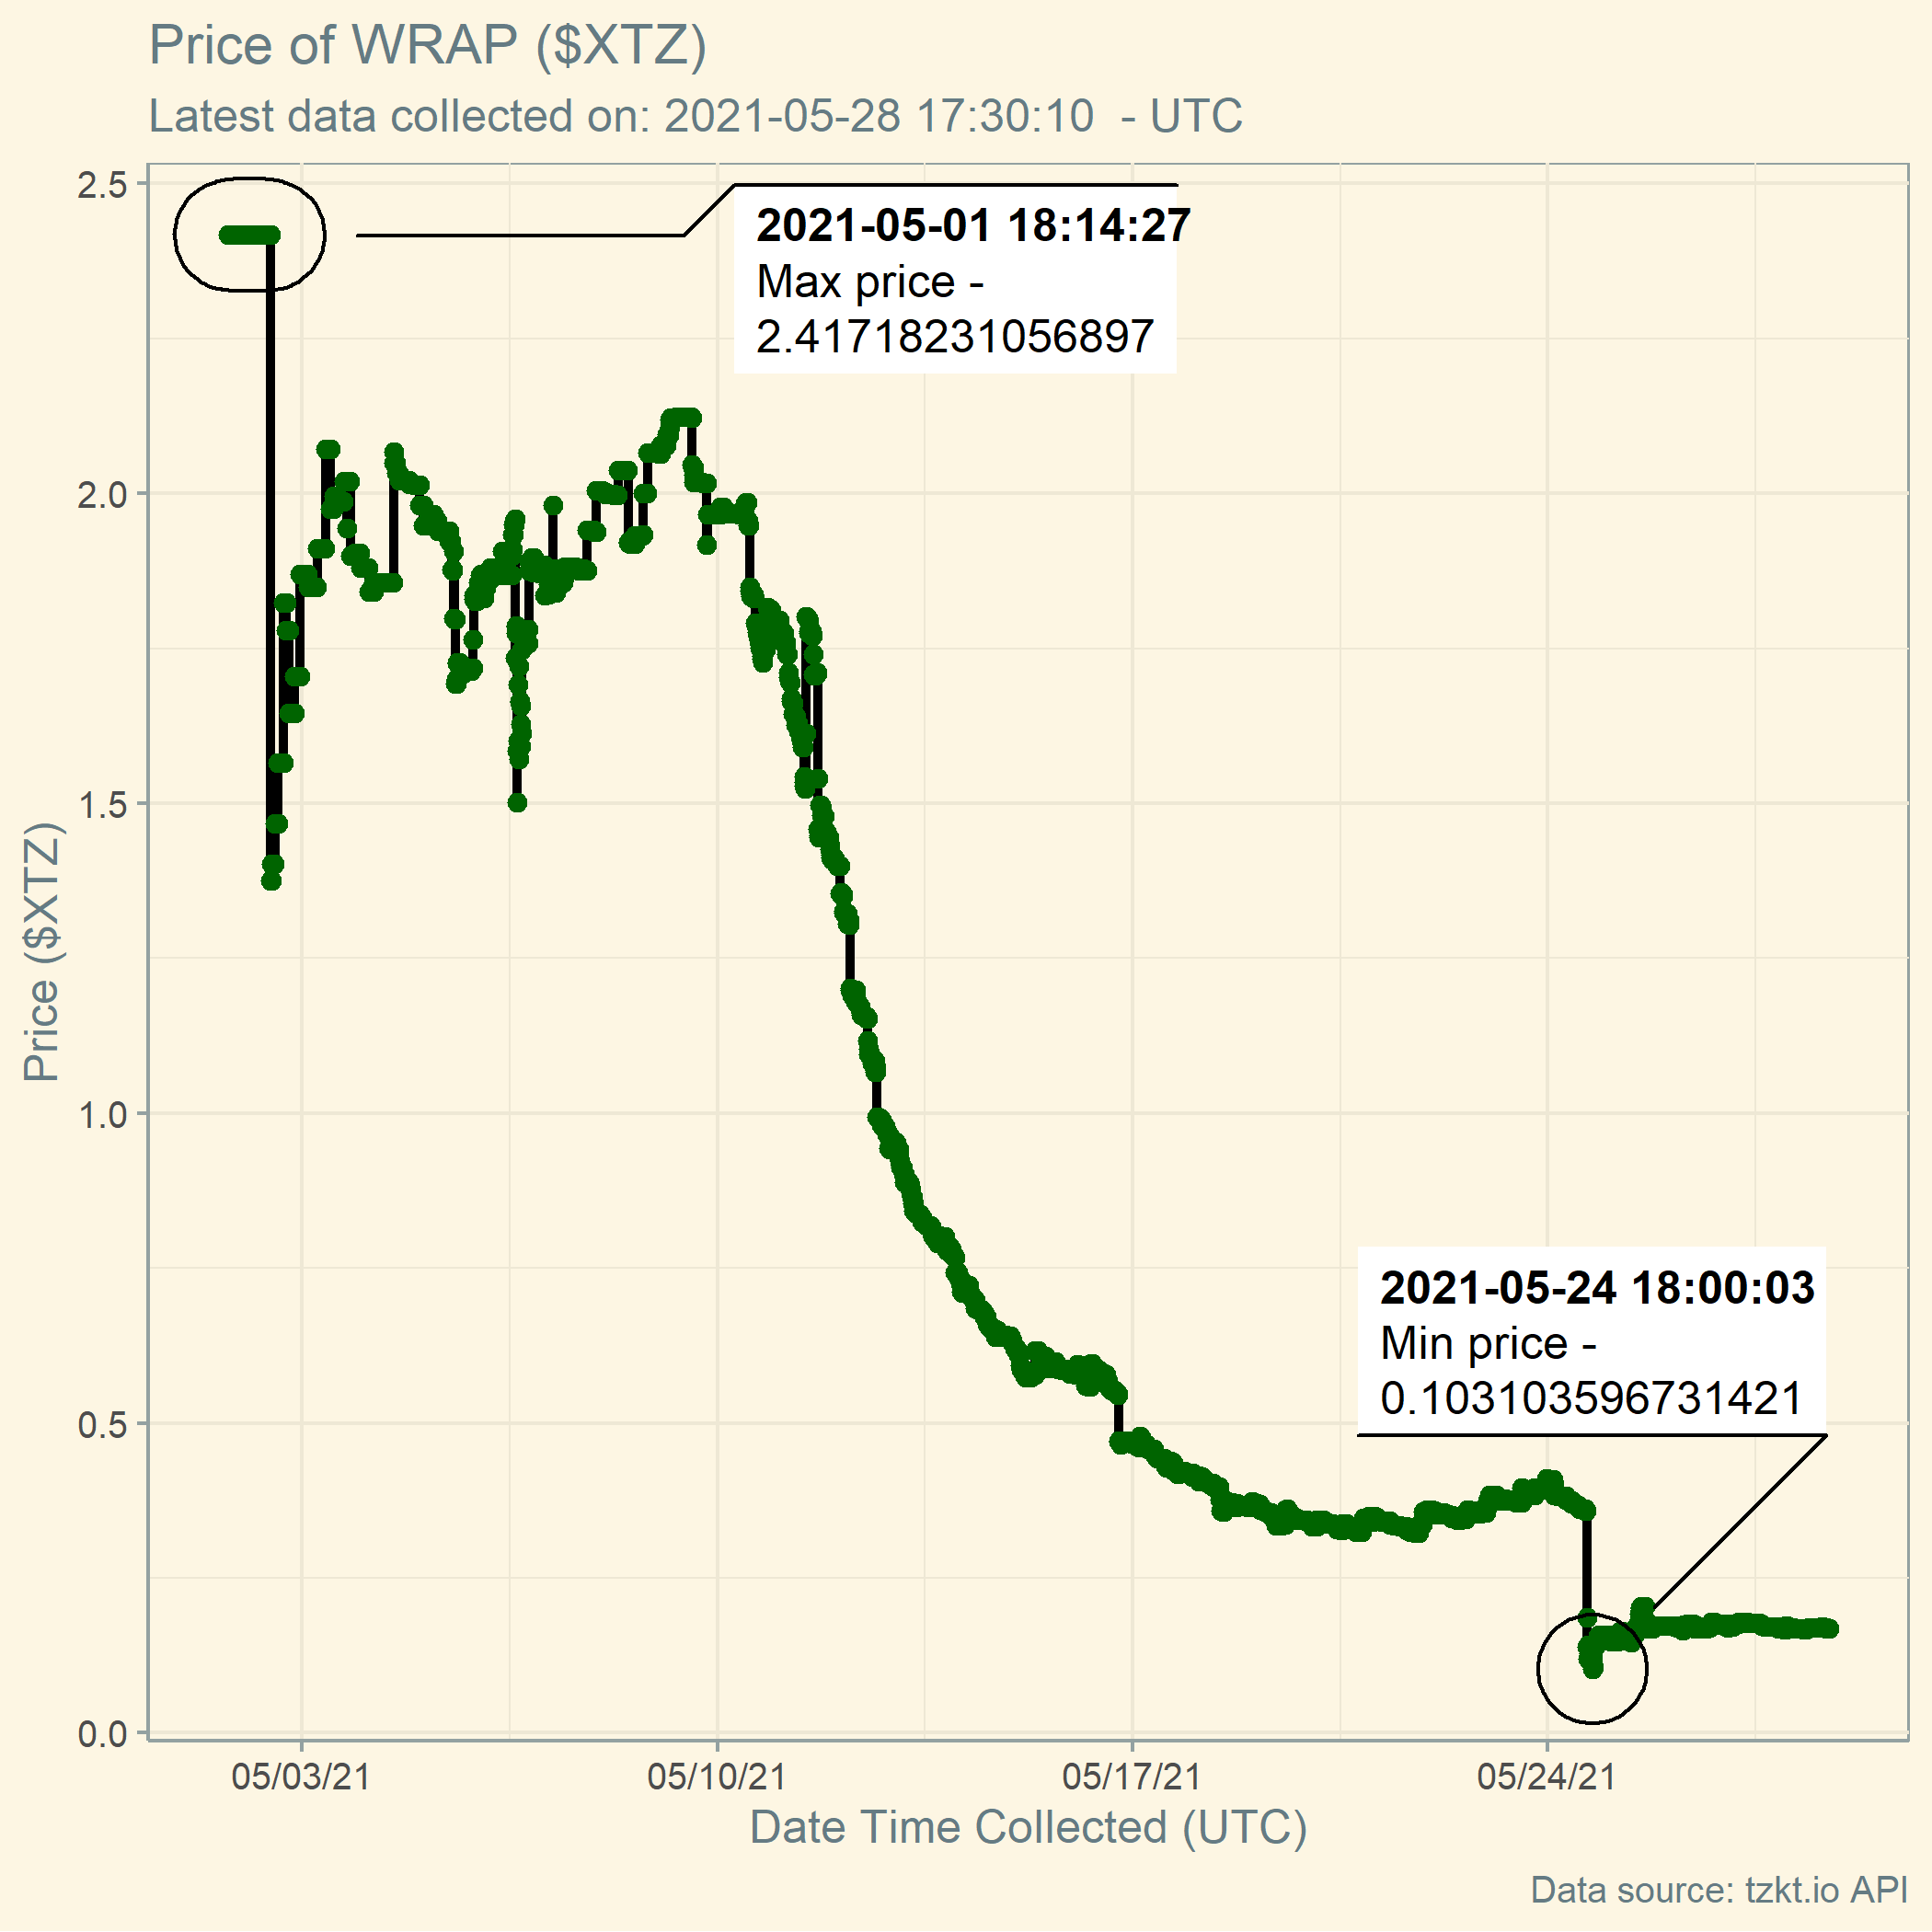 Price of WRAP ($XTZ)
Latest data collected on: 2021-05-28 17:30:10  - UTC
2.5
2021-05-01 18:14:27
Max price -
2.41718231056897
2.0
1.5
Price ($XTZ)
1.0
2021-05-24 18:00:03
Min price -
0.103103596731421
0.5
0.0
05/03/21 05/10/21 05/17/21 05/24/21
Date Time Collected (UTC)
Data source: tzkt.io API